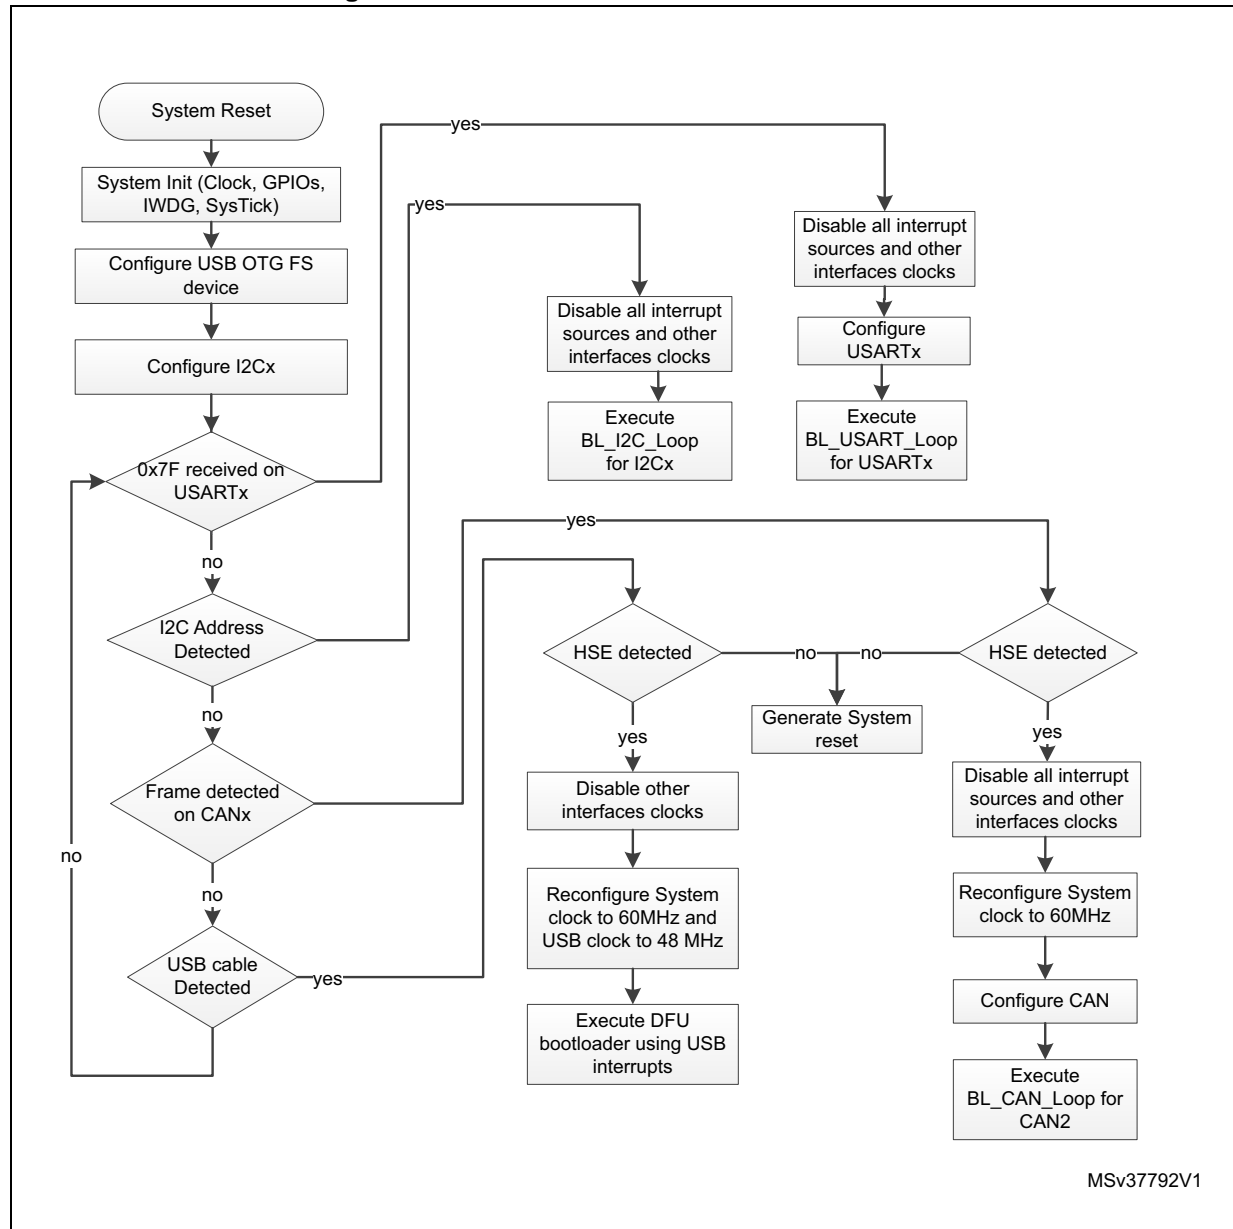 System Reset
System Init (Clock, GPIOs,
IWDG, SysTick)
Configure USB OTG FS
device
Configure I2Cx
0x7F received on
USARTx
yes
Disable all interrupt
sources and other
interfaces clocks
Configure
USARTx
Execute
BL_USART_Loop
for USARTx
no
I2C Address
Detected
yes
Disable all interrupt
sources and other
interfaces clocks
Execute
BL_I2C_Loop
for I2Cx
no
Frame detected
on CANx
yes
HSE detected
no
yes
Disable all interrupt
sources and other
interfaces clocks
Reconfigure System
clock to 60MHz
Configure CAN
Execute
BL_CAN_Loop for
CAN2
no
USB cable
Detected
yes
HSE detected
no
Generate System
reset
yes
Disable other
interfaces clocks
Reconfigure System
clock to 60MHz and
USB clock to 48 MHz
Execute DFU
bootloader using USB
interrupts
no
MSv37792V1